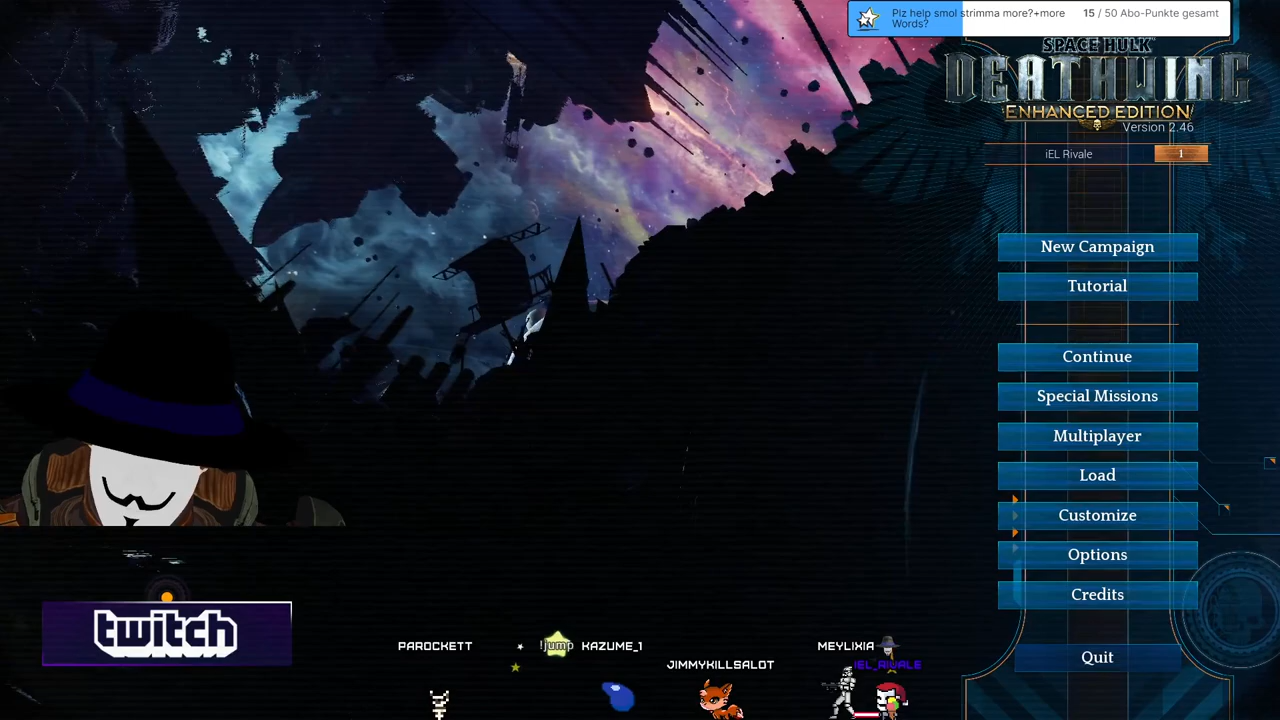 Plz help smol strimma more?+more
Words?
15 / 50 Abo-Punkte gesamt
SPACE HULK
DEATHWING
ENHANCED EDITION
Version 2.46
iEL Rivale
1
New Campaign
Tutorial
Continue
Special Missions
Multiplayer
Load
Customize
Options
Credits
Quit
twitch
PAROCKETT
!jump
KAZUME_1
JIMMYKILLSALOT
MEYLIXIA
IEL_RIVALE